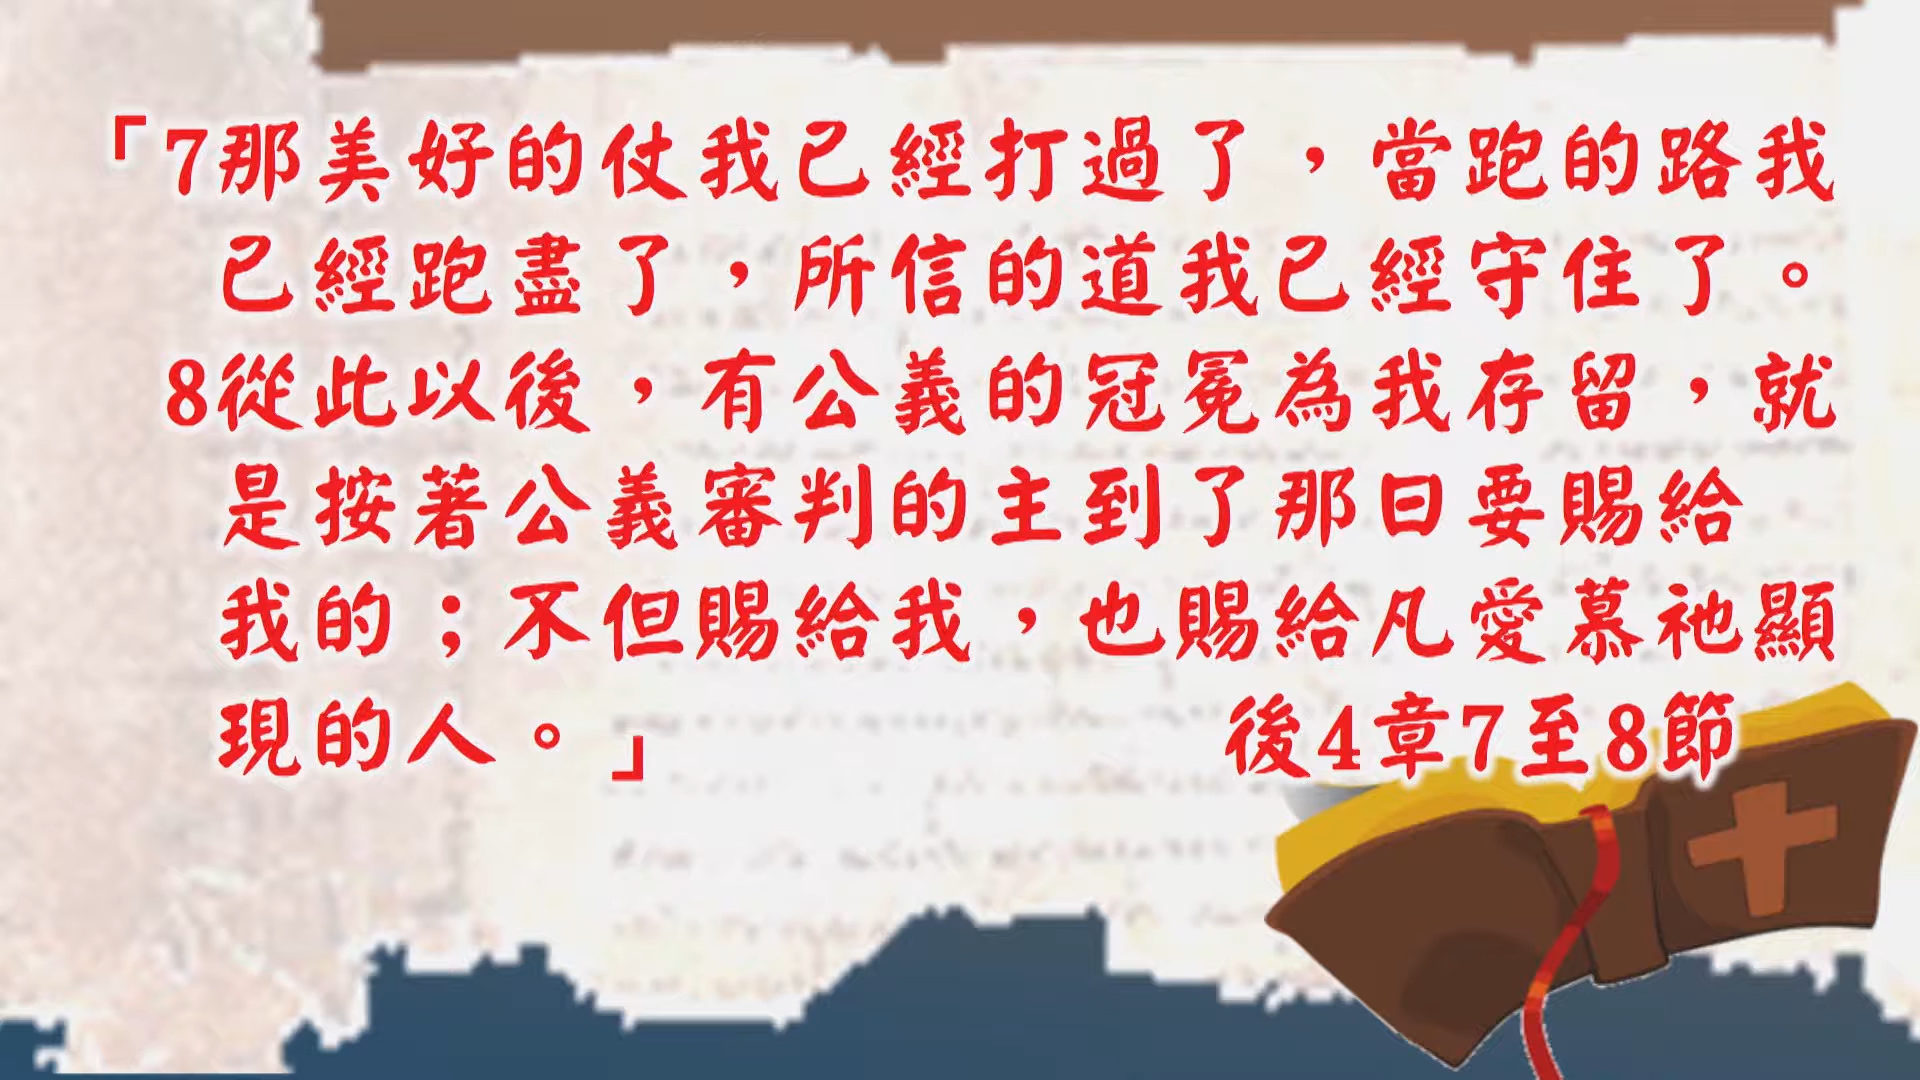 「7那美好的仗我已經打過了，當跑的路我
已經跑盡了，所信的道我已經守住了。
8從此以後，有公義的冠冕為我存留，就
是按著公義審判的主到了那日要賜給
我的；不但賜給我，也賜給凡愛慕祂顯
現的人。」 後4章7至8節